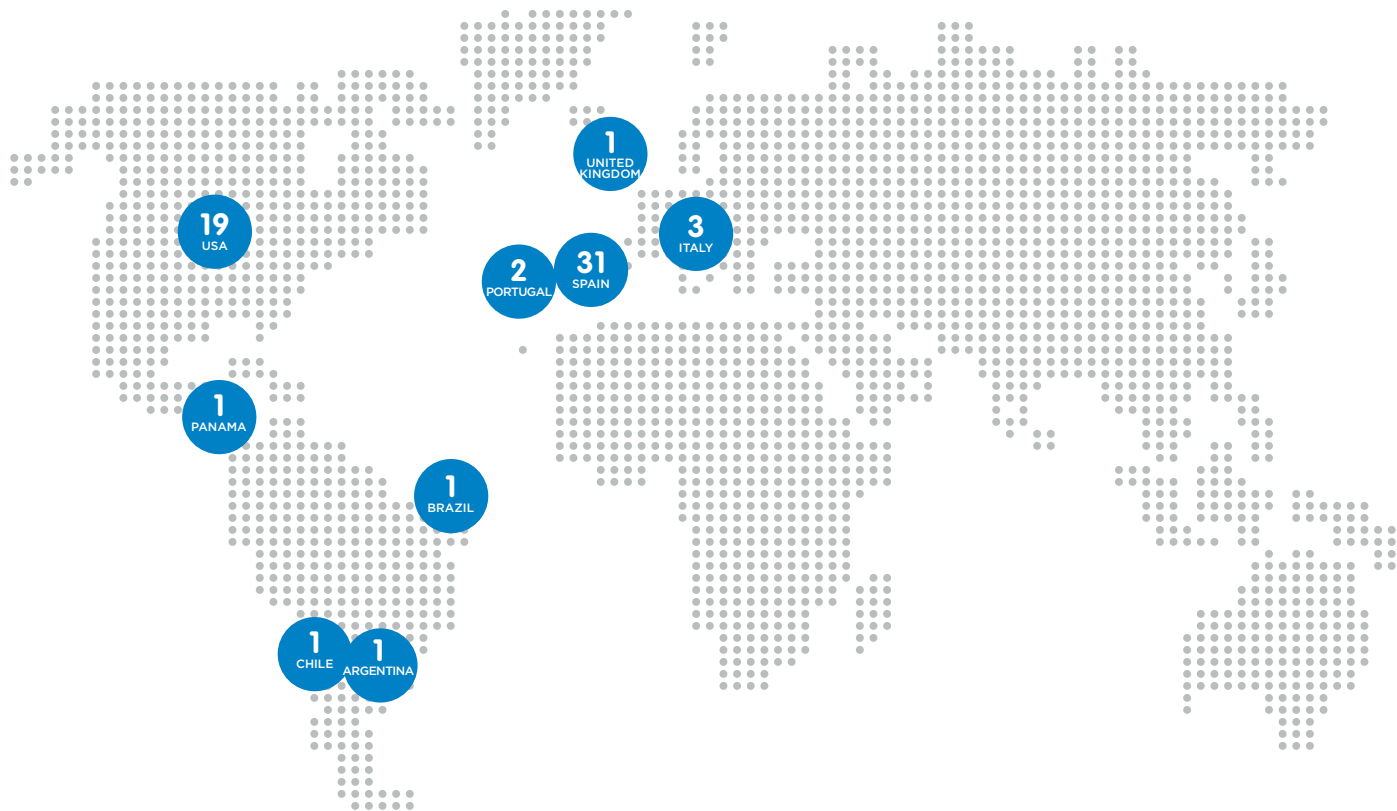 1
UNITED
KINGDOM
19
USA
3
ITALY
2
PORTUGAL
31
SPAIN
1
PANAMA
1
BRAZIL
1
CHILE
1
ARGENTINA